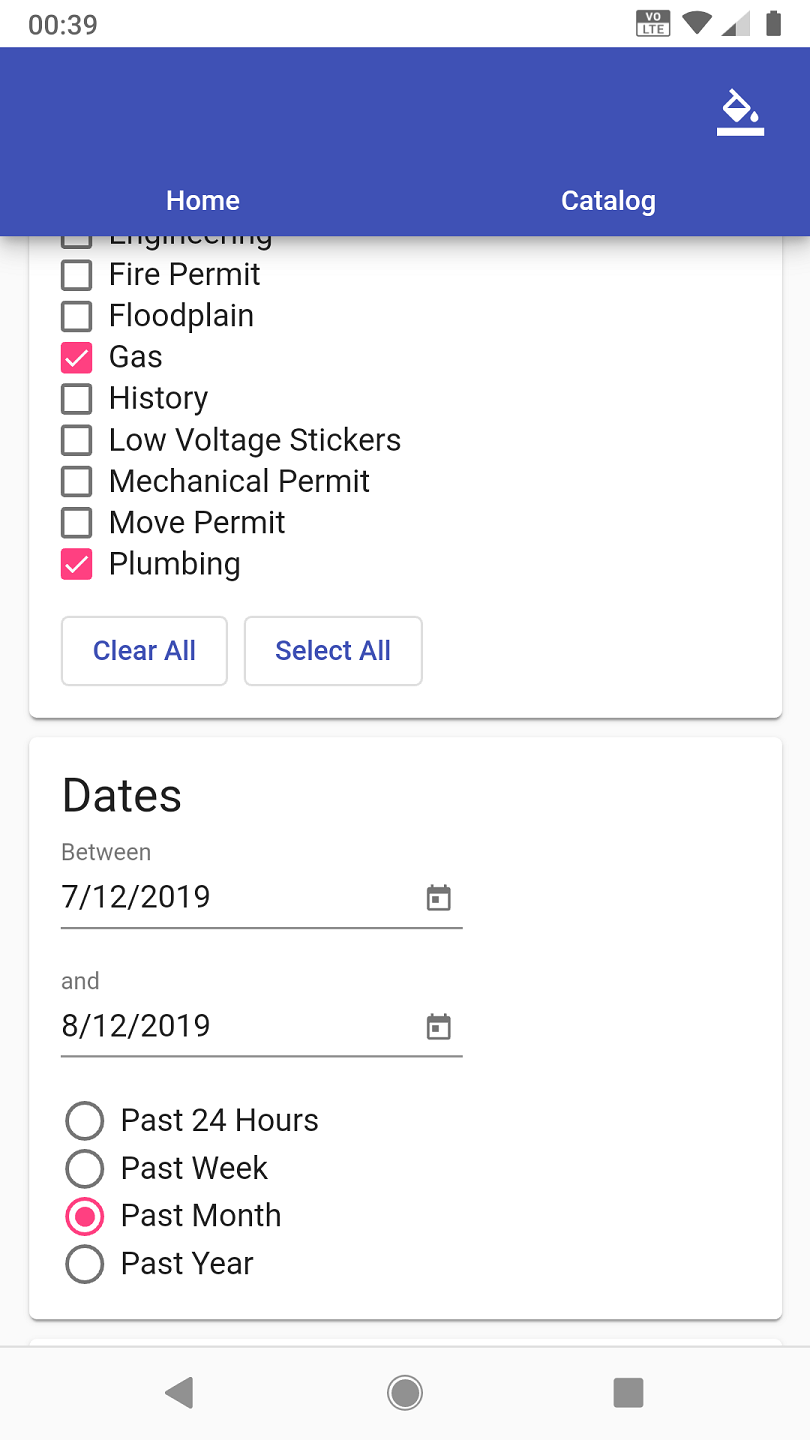 00:39
VO
LTE
Home
Catalog
Engineering
Fire Permit
Floodplain
Gas
History
Low Voltage Stickers
Mechanical Permit
Move Permit
Plumbing
Clear All
Select All
Dates
Between
7/12/2019
and
8/12/2019
Past 24 Hours
Past Week
Past Month
Past Year